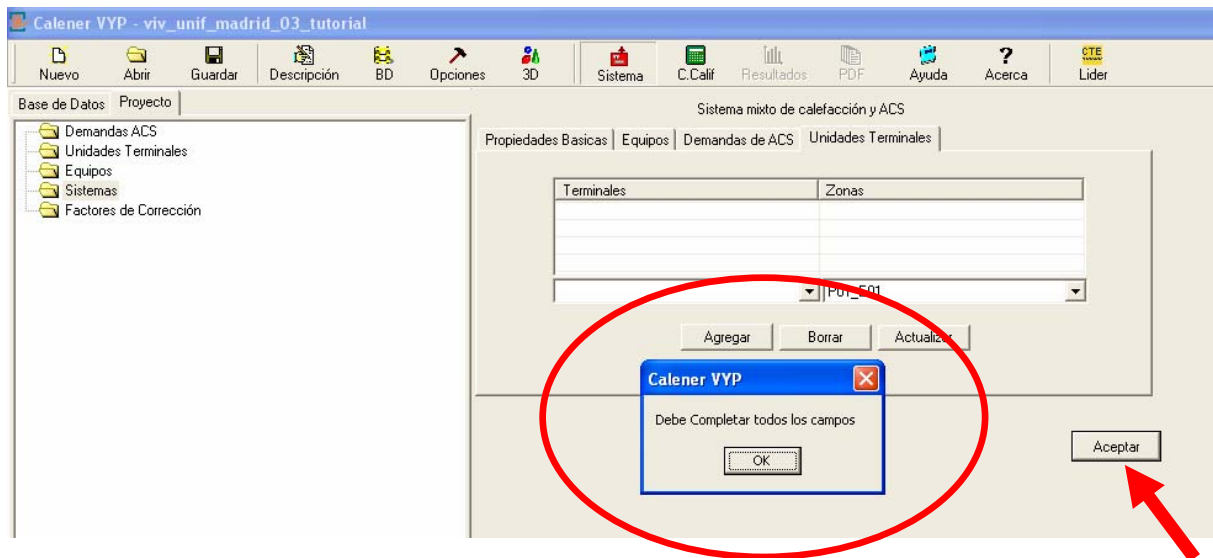 Calener VYP - viv_unif_madrid_03_tutorial
Nuevo Abrir Guardar Descripción BD Opciones 3D Sistema C.Calif Resultados PDF Ayuda ? Acerca CTE Lider
Base de Datos Proyecto
Demandas ACS
Unidades Terminales
Equipos
Sistemas
Factores de Corrección
Sistema mixto de calefacción y ACS
Propiedades Basicas Equipos Demandas de ACS Unidades Terminales
Terminales Zonas
P01_E01
Agregar Borrar Actualizar
Calener VYP
Debe Completar todos los campos
OK
Aceptar